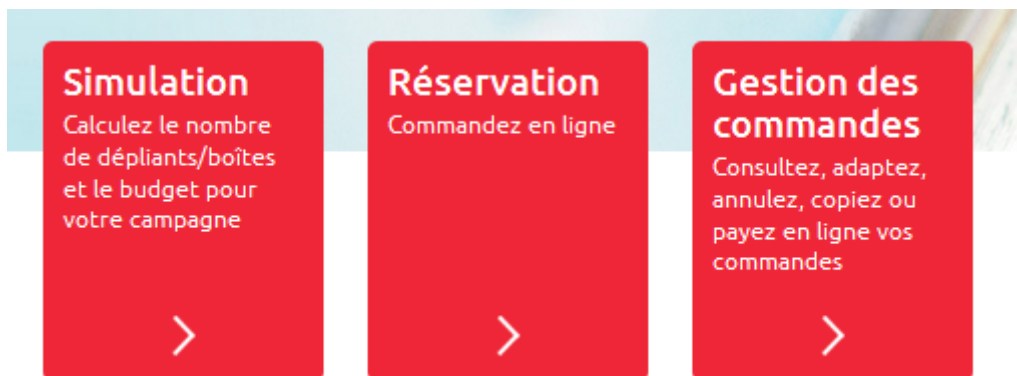 Simulation
Calculez le nombre
de dépliants/boîtes
et le budget pour
votre campagne
Réservation
Commandez en ligne
Gestion des
commandes
Consultez, adaptez,
annulez, copiez ou
payez en ligne vos
commandes